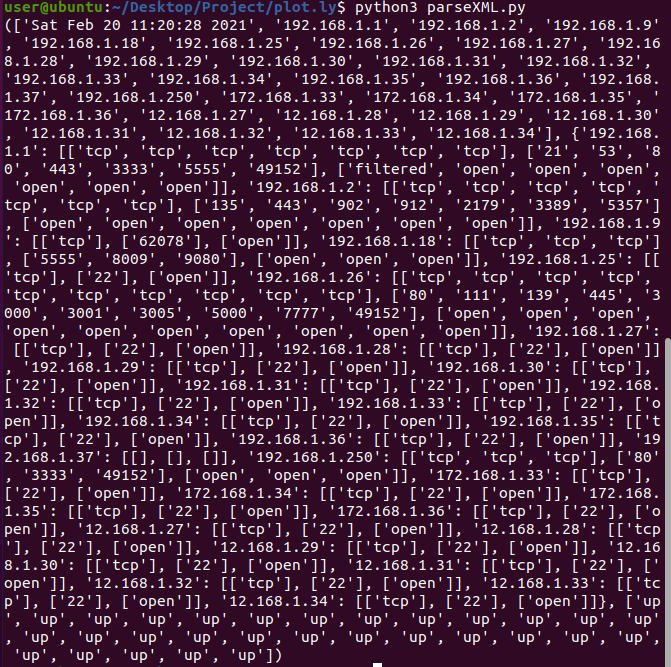 user@ubuntu:~/Desktop/Project/plot.ly$ python3 parseXML.py
(['Sat Feb 20 11:20:28 2021', '192.168.1.1', '192.168.1.2', '192.168.1.9'
, '192.168.1.18', '192.168.1.25', '192.168.1.26', '192.168.1.27', '192.16
8.1.28', '192.168.1.29', '192.168.1.30', '192.168.1.31', '192.168.1.32',
'192.168.1.33', '192.168.1.34', '192.168.1.35', '192.168.1.36', '192.168.
1.37', '192.168.1.250', '172.168.1.33', '172.168.1.34', '172.168.1.35', '
172.168.1.36', '12.168.1.27', '12.168.1.28', '12.168.1.29', '12.168.1.30'
, '12.168.1.31', '12.168.1.32', '12.168.1.33', '12.168.1.34'], {'192.168.
1.1': [['tcp', 'tcp', 'tcp', 'tcp', 'tcp', 'tcp', 'tcp'], ['21', '53', '8
0', '443', '3333', '5555', '49152'], ['filtered', 'open', 'open', 'open',
'open', 'open', 'open']], '192.168.1.2': [['tcp', 'tcp', 'tcp', 'tcp', '
tcp', 'tcp', 'tcp'], ['135', '443', '902', '912', '2179', '3389', '5357']
, ['open', 'open', 'open', 'open', 'open', 'open', 'open']], '192.168.1.9
': [['tcp'], ['62078'], ['open']], '192.168.1.18': [['tcp', 'tcp', 'tcp']
, ['5555', '8009', '9080'], ['open', 'open', 'open']], '192.168.1.25': [[
'tcp'], ['22'], ['open']], '192.168.1.26': [['tcp', 'tcp', 'tcp', 'tcp',
'tcp', 'tcp', 'tcp', 'tcp', 'tcp', 'tcp'], ['80', '111', '139', '445', '3
000', '3001', '3005', '5000', '7777', '49152'], ['open', 'open', 'open',
'open', 'open', 'open', 'open', 'open', 'open', 'open']], '192.168.1.27':
[['tcp'], ['22'], ['open']], '192.168.1.28': [['tcp'], ['22'], ['open']]
, '192.168.1.29': [['tcp'], ['22'], ['open']], '192.168.1.30': [['tcp'],
['22'], ['open']], '192.168.1.31': [['tcp'], ['22'], ['open']], '192.168.
1.32': [['tcp'], ['22'], ['open']], '192.168.1.33': [['tcp'], ['22'], ['o
pen']], '192.168.1.34': [['tcp'], ['22'], ['open']], '192.168.1.35': [['t
cp'], ['22'], ['open']], '192.168.1.36': [['tcp'], ['22'], ['open']], '19
2.168.1.37': [[], [], []], '192.168.1.250': [['tcp', 'tcp', 'tcp'], ['80'
, '3333', '49152'], ['open', 'open', 'open']], '172.168.1.33': [['tcp'],
['22'], ['open']], '172.168.1.34': [['tcp'], ['22'], ['open']], '172.168.
1.35': [['tcp'], ['22'], ['open']], '172.168.1.36': [['tcp'], ['22'], ['o
pen']], '12.168.1.27': [['tcp'], ['22'], ['open']], '12.168.1.28': [['tcp
'], ['22'], ['open']], '12.168.1.29': [['tcp'], ['22'], ['open']], '12.16
8.1.30': [['tcp'], ['22'], ['open']], '12.168.1.31': [['tcp'], ['22'], ['
open']], '12.168.1.32': [['tcp'], ['22'], ['open']], '12.168.1.33': [['tc
p'], ['22'], ['open']], '12.168.1.34': [['tcp'], ['22'], ['open']]}, ['up
', 'up', 'up', 'up', 'up', 'up', 'up', 'up', 'up', 'up', 'up', 'up', 'up'
, 'up', 'up', 'up', 'up', 'up', 'up', 'up', 'up', 'up', 'up', 'up', 'up',
'up', 'up', 'up', 'up', 'up'])